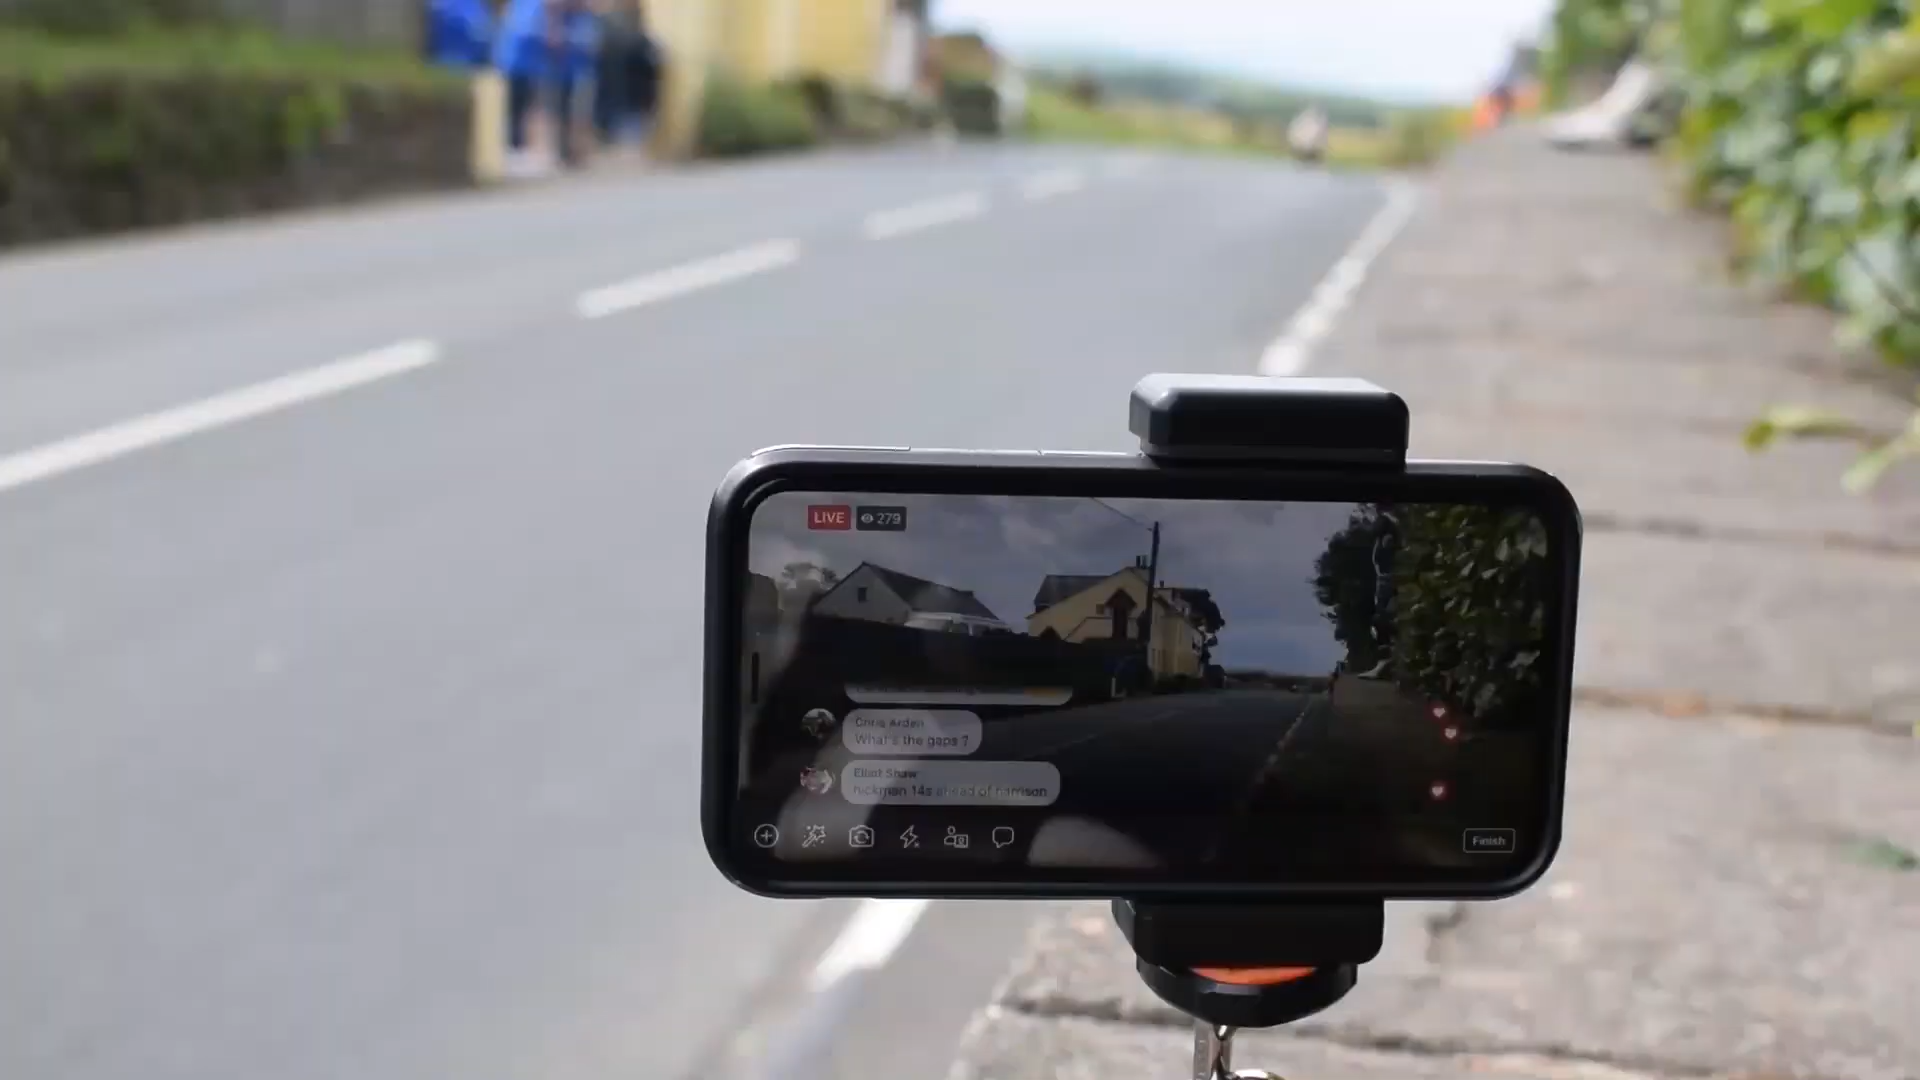 LIVE 279
Chris Arden
What's the gaps ?
Elliot Shaw
hickman 14s ahead of harrison
Finish